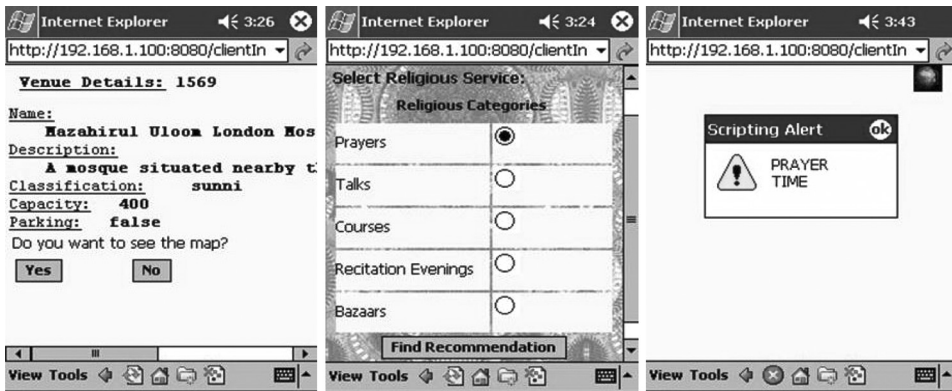 Internet Explorer 3:26
http://192.168.1.100:8080/clientIn
Venue Details: 1569
Name:
Mazahirul Uloom London Mos
Description:
A mosque situated nearby t
Classification: sunni
Capacity: 400
Parking: false
Do you want to see the map?
Yes No
View Tools
Internet Explorer 3:24
http://192.168.1.100:8080/clientIn
Select Religious Service:
Religious Categories
Prayers
Talks
Courses
Recitation Evenings
Bazaars
Find Recommendation
View Tools
Internet Explorer 3:43
http://192.168.1.100:8080/clientIn
Scripting Alert ok
PRAYER
TIME
View Tools